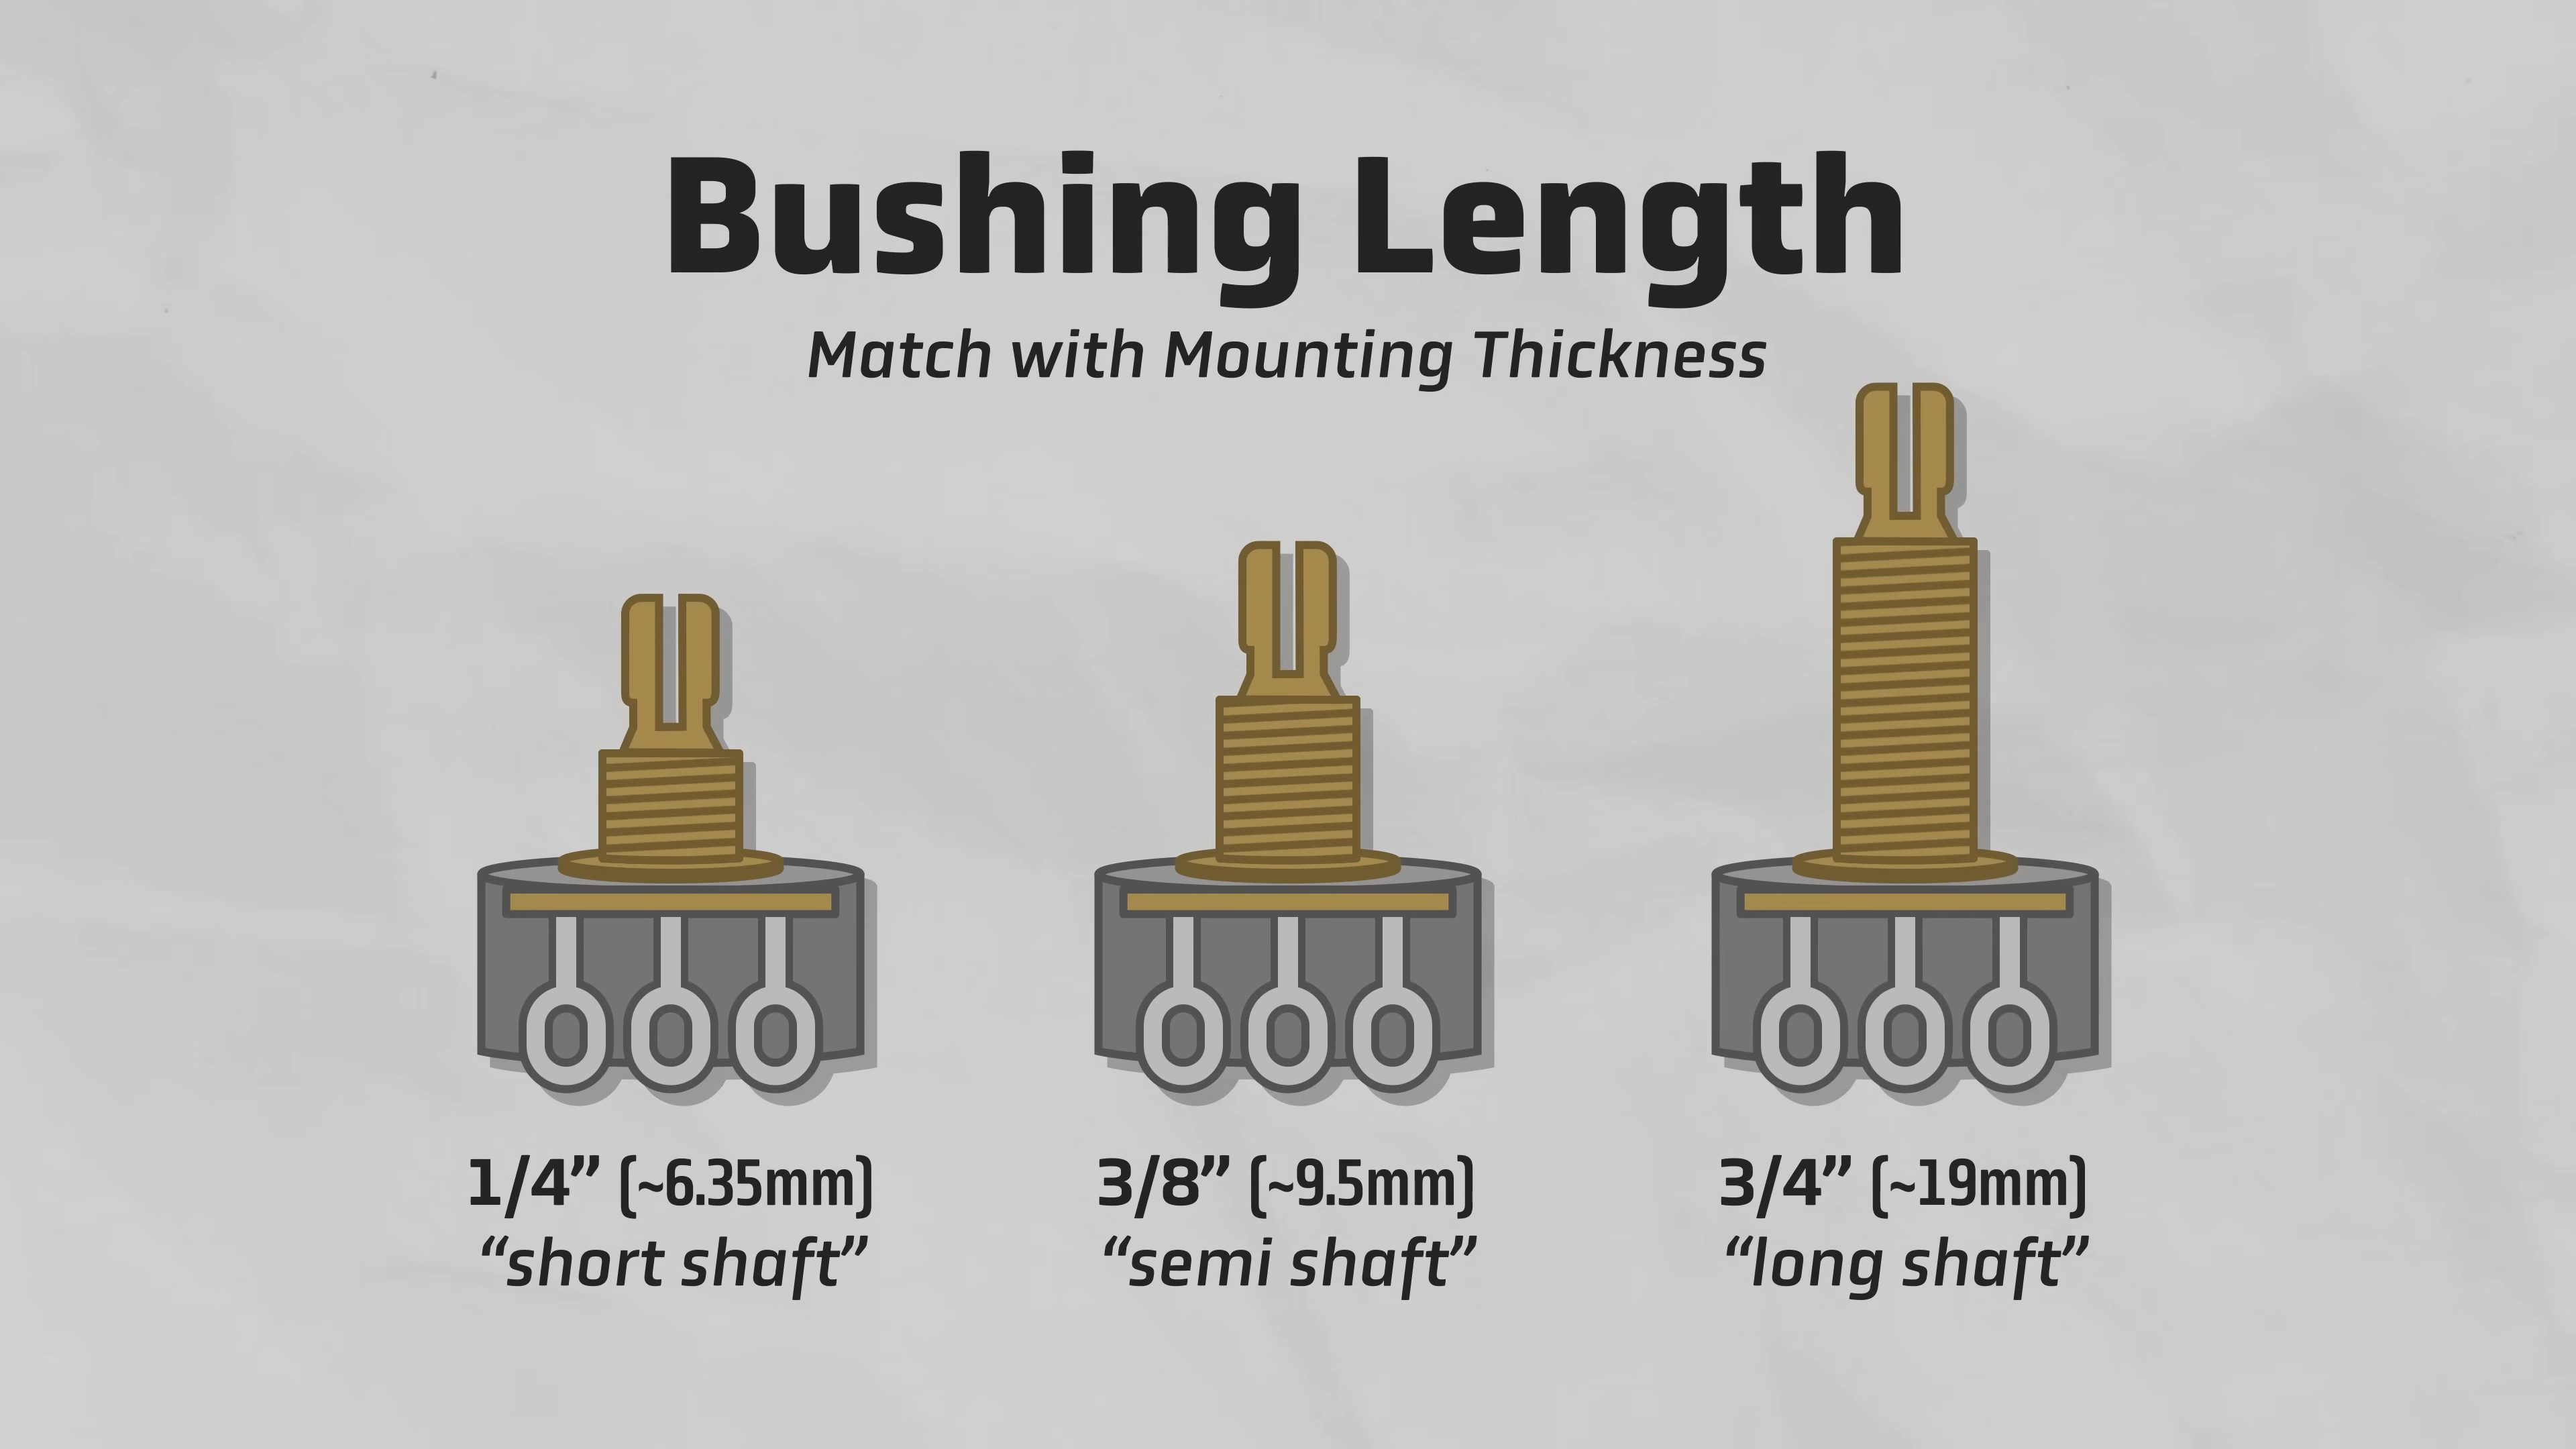 Bushing Length
Match with Mounting Thickness
1/4” (~6.35mm)
“short shaft”
3/8” (~9.5mm)
“semi shaft”
3/4” (~19mm)
“long shaft”